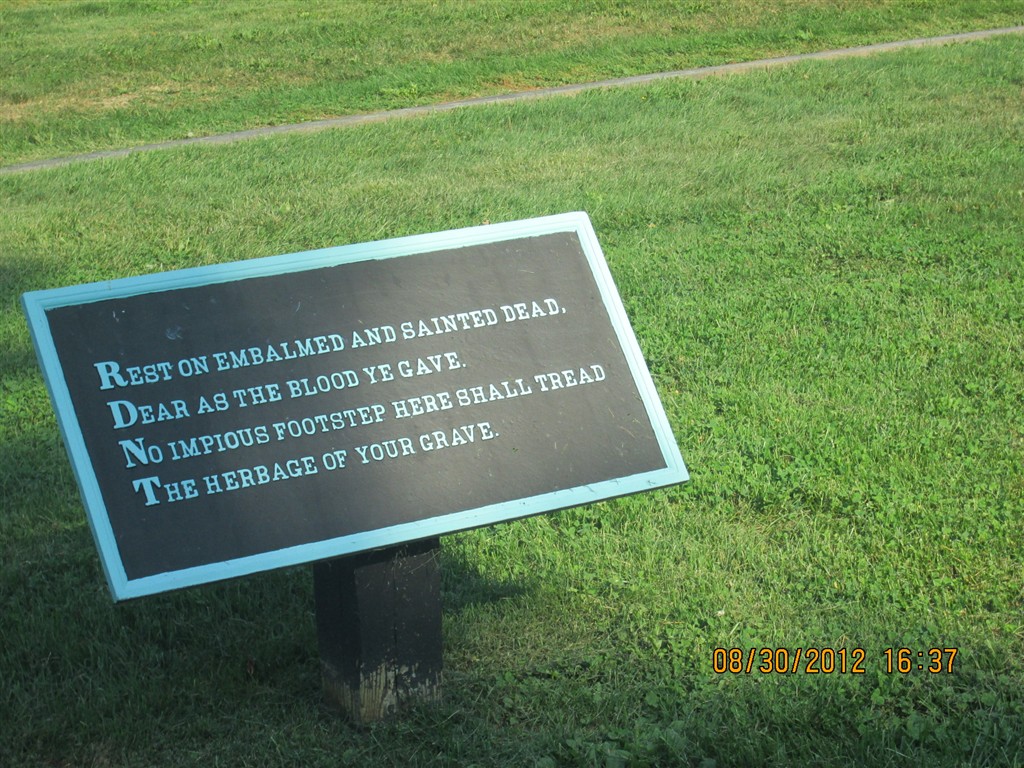 REST ON EMBALMED AND SAINTED DEAD,
DEAR AS THE BLOOD YE GAVE.
NO IMPIOUS FOOTSTEP HERE SHALL TREAD
THE HERBAGE OF YOUR GRAVE.
08/30/2012 16:37